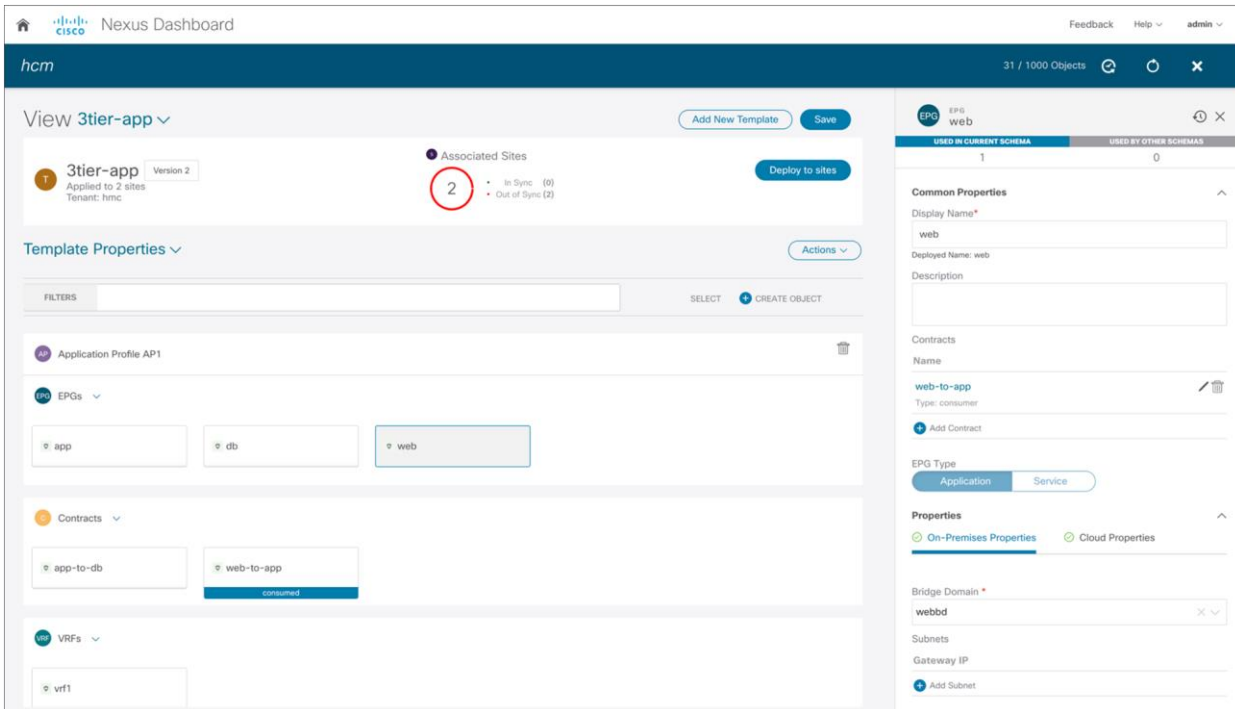 CISCO Nexus Dashboard Feedback Help admin
hcm 31 / 1000 Objects
View 3tier-app Add New Template Save
T 3tier-app Version 2
Applied to 2 sites
Tenant: hmc
Associated Sites
2
In Sync (0)
Out of Sync (2)
Deploy to sites
Template Properties Actions
FILTERS SELECT CREATE OBJECT
AP Application Profile AP1
EPG EPGs
app db web
C Contracts
app-to-db web-to-app
consumed
VRF VRFs
vrf1
EPG EPG
web
USED IN CURRENT SCHEMA USED BY OTHER SCHEMAS
1 0
Common Properties
Display Name*
web
Deployed Name: web
Description
Contracts
Name
web-to-app
Type: consumer
Add Contract
EPG Type
Application Service
Properties
On-Premises Properties Cloud Properties
Bridge Domain *
webbd
Subnets
Gateway IP
Add Subnet